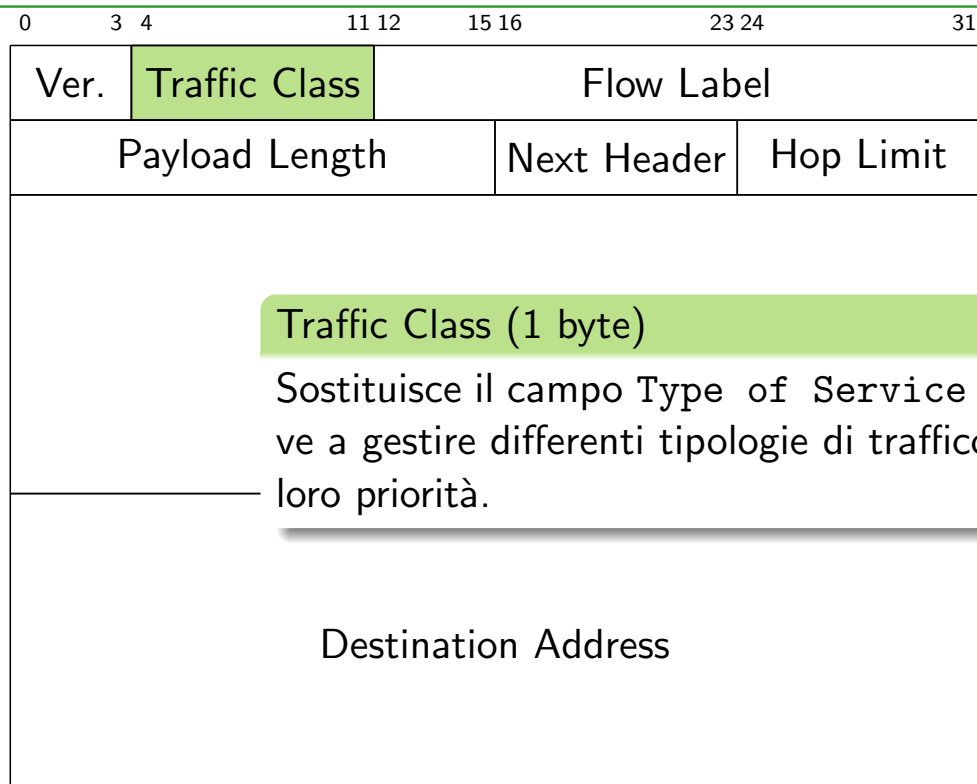 0 3 4 11 12 15 16 23 24 31
Ver. Traffic Class Flow Label
Payload Length Next Header Hop Limit
Traffic Class (1 byte)
Sostituisce il campo Type of Service
ve a gestire differenti tipologie di traffico
loro priorità.
Destination Address